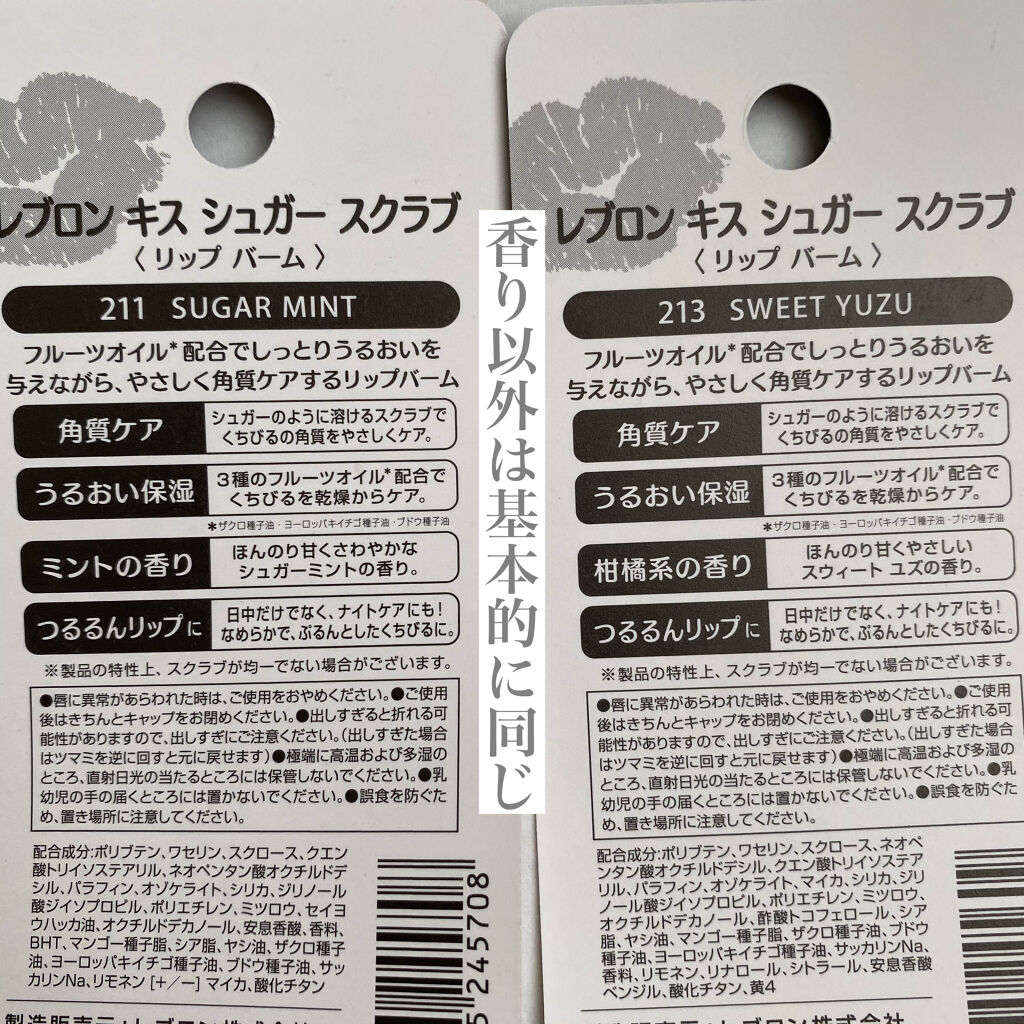 レブロン キス シュガー スクラブ
〈 リップ バーム 〉
211 SUGAR MINT
フルーツオイル*配合でしっとりうるおいを
与えながら、やさしく角質ケアするリップバーム
角質ケア
シュガーのように溶けるスクラブで
くちびるの角質をやさしくケア。
うるおい保湿
3種のフルーツオイル*配合で
くちびるを乾燥からケア。
*ザクロ種子油・ヨーロッパキイチゴ種子油・ブドウ種子油
ミントの香り
ほんのり甘くさわやかな
シュガーミントの香り。
つるるんリップに
日中だけでなく、ナイトケアにも!
なめらかで、ぷるんとしたくちびるに。
※製品の特性上、スクラブが均一でない場合がございます。
●唇に異常があらわれた時は、ご使用をおやめください。●ご使用
後はきちんとキャップをお閉めください。●出しすぎると折れる可
能性がありますので、出しすぎにご注意ください。(出しすぎた場合
はツマミを逆に回すと元に戻せます)●極端に高温および多湿の
ところ、直射日光の当たるところには保管しないでください。●乳
幼児の手の届くところには置かないでください。●誤食を防ぐた
め、置き場所に注意してください。
配合成分:ポリブテン、ワセリン、スクロース、クエン
酸トリイソステアリル、ネオペンタン酸オクチルドデ
シル、パラフィン、オゾケライト、シリカ、ジリノール
酸ジイソプロピル、ポリエチレン、ミツロウ、セイヨ
ウハッカ油、オクチルドデカノール、安息香酸、香料、
BHT、マンゴー種子脂、シア脂、ヤシ油、ザクロ種子
油、ヨーロッパキイチゴ種子油、ブドウ種子油、サッ
カリンNa、リモネン [+/-] マイカ、酸化チタン
5 245708
製造販売元:レブロン株式会社
香り以外は基本的に同じ
レブロン キス シュガー スクラブ
〈 リップ バーム 〉
213 SWEET YUZU
フルーツオイル*配合でしっとりうるおいを
与えながら、やさしく角質ケアするリップバーム
角質ケア
シュガーのように溶けるスクラブで
くちびるの角質をやさしくケア。
うるおい保湿
3種のフルーツオイル*配合で
くちびるを乾燥からケア。
*ザクロ種子油・ヨーロッパキイチゴ種子油・ブドウ種子油
柑橘系の香り
ほんのり甘くやさしい
スウィート ユズの香り。
つるるんリップに
日中だけでなく、ナイトケアにも!
なめらかで、ぷるんとしたくちびるに。
※製品の特性上、スクラブが均一でない場合がございます。
●唇に異常があらわれた時は、ご使用をおやめください。●ご使用
後はきちんとキャップをお閉めください。●出しすぎると折れる可
能性がありますので、出しすぎにご注意ください。(出しすぎた場合
はツマミを逆に回すと元に戻せます)●極端に高温および多湿の
ところ、直射日光の当たるところには保管しないでください。●乳
幼児の手の届くところには置かないでください。●誤食を防ぐた
め、置き場所に注意してください。
配合成分:ポリブテン、ワセリン、スクロース、ネオペ
ンタン酸オクチルドデシル、クエン酸トリイソステア
リル、パラフィン、オゾケライト、マイカ、シリカ、ジリ
ノール酸ジイソプロピル、ポリエチレン、ミツロウ、
オクチルドデカノール、酢酸トコフェロール、シア
脂、ヤシ油、マンゴー種子脂、ザクロ種子油、ブドウ
種子油、ヨーロッパキイチゴ種子油、サッカリンNa、
香料、リモネン、リナロール、シトラール、安息香酸
ベンジル、酸化チタン、黄4
製造販売元:レブロン株式会社